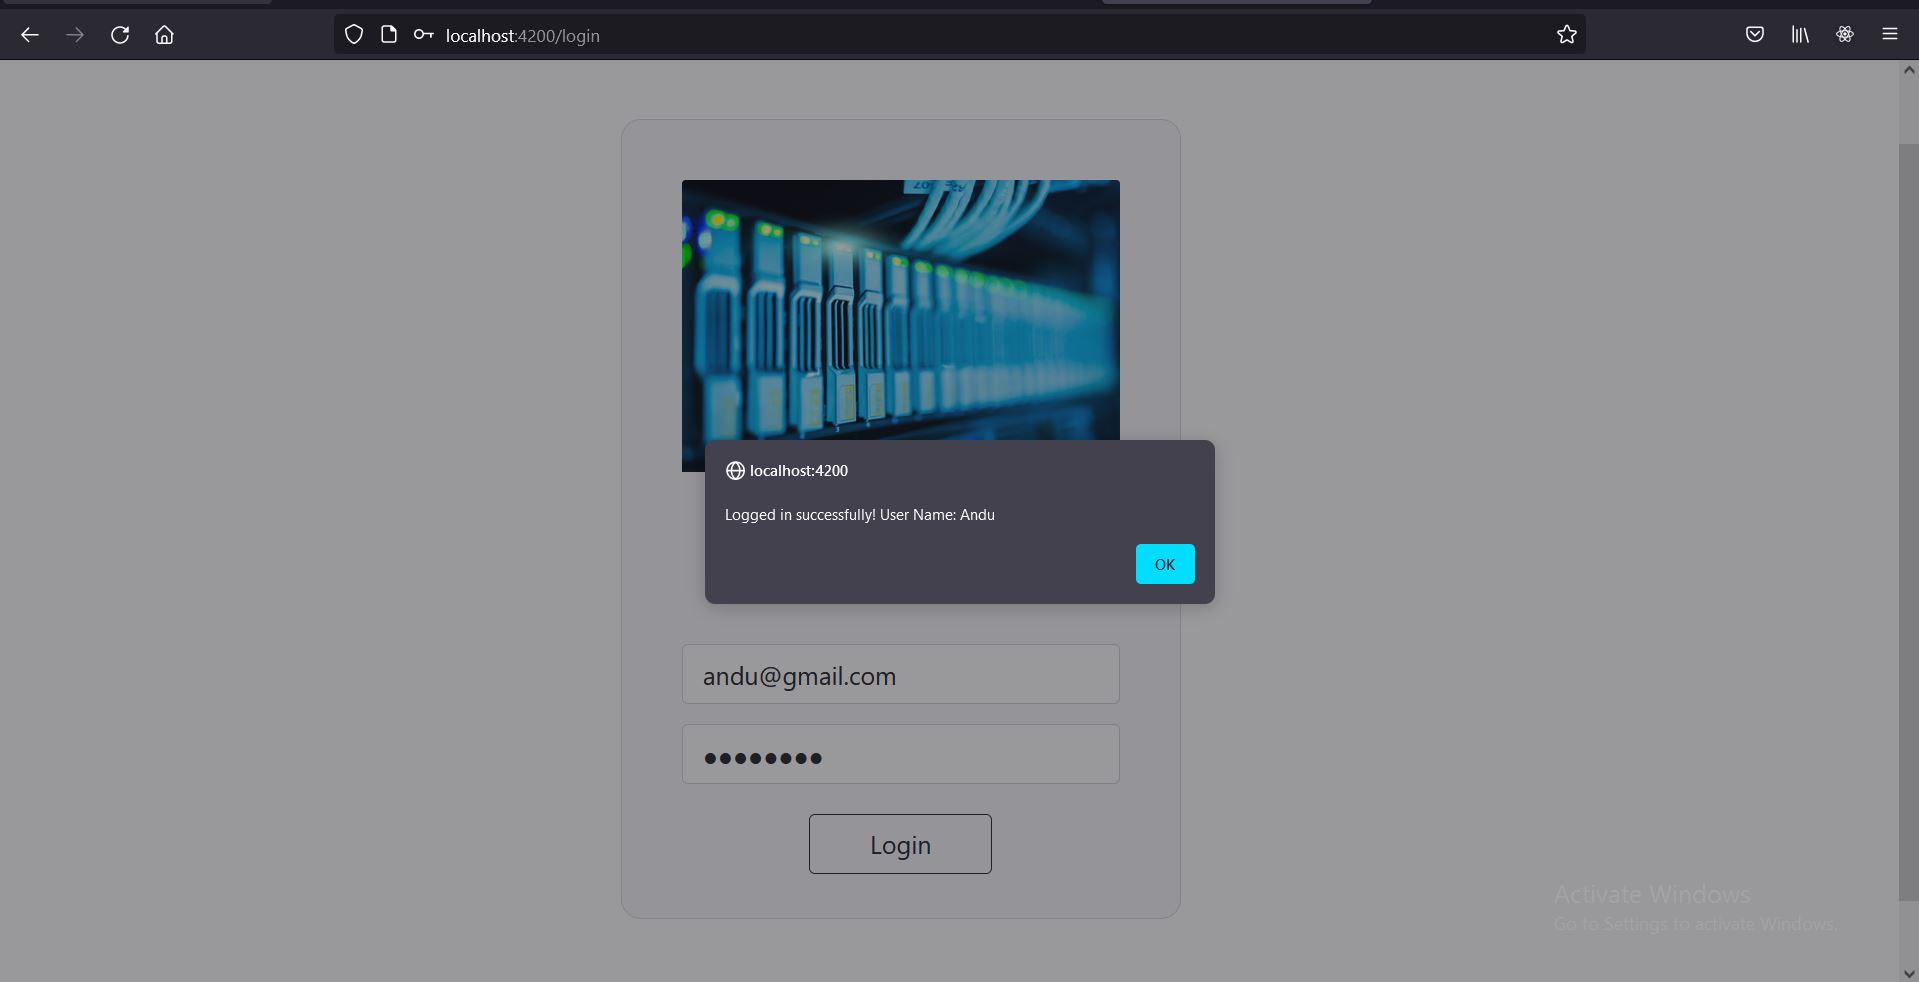 localhost:4200/login
localhost:4200
Logged in successfully! User Name: Andu
OK
andu@gmail.com
●●●●●●●●
Login
Activate Windows
Go to Settings to activate Windows.